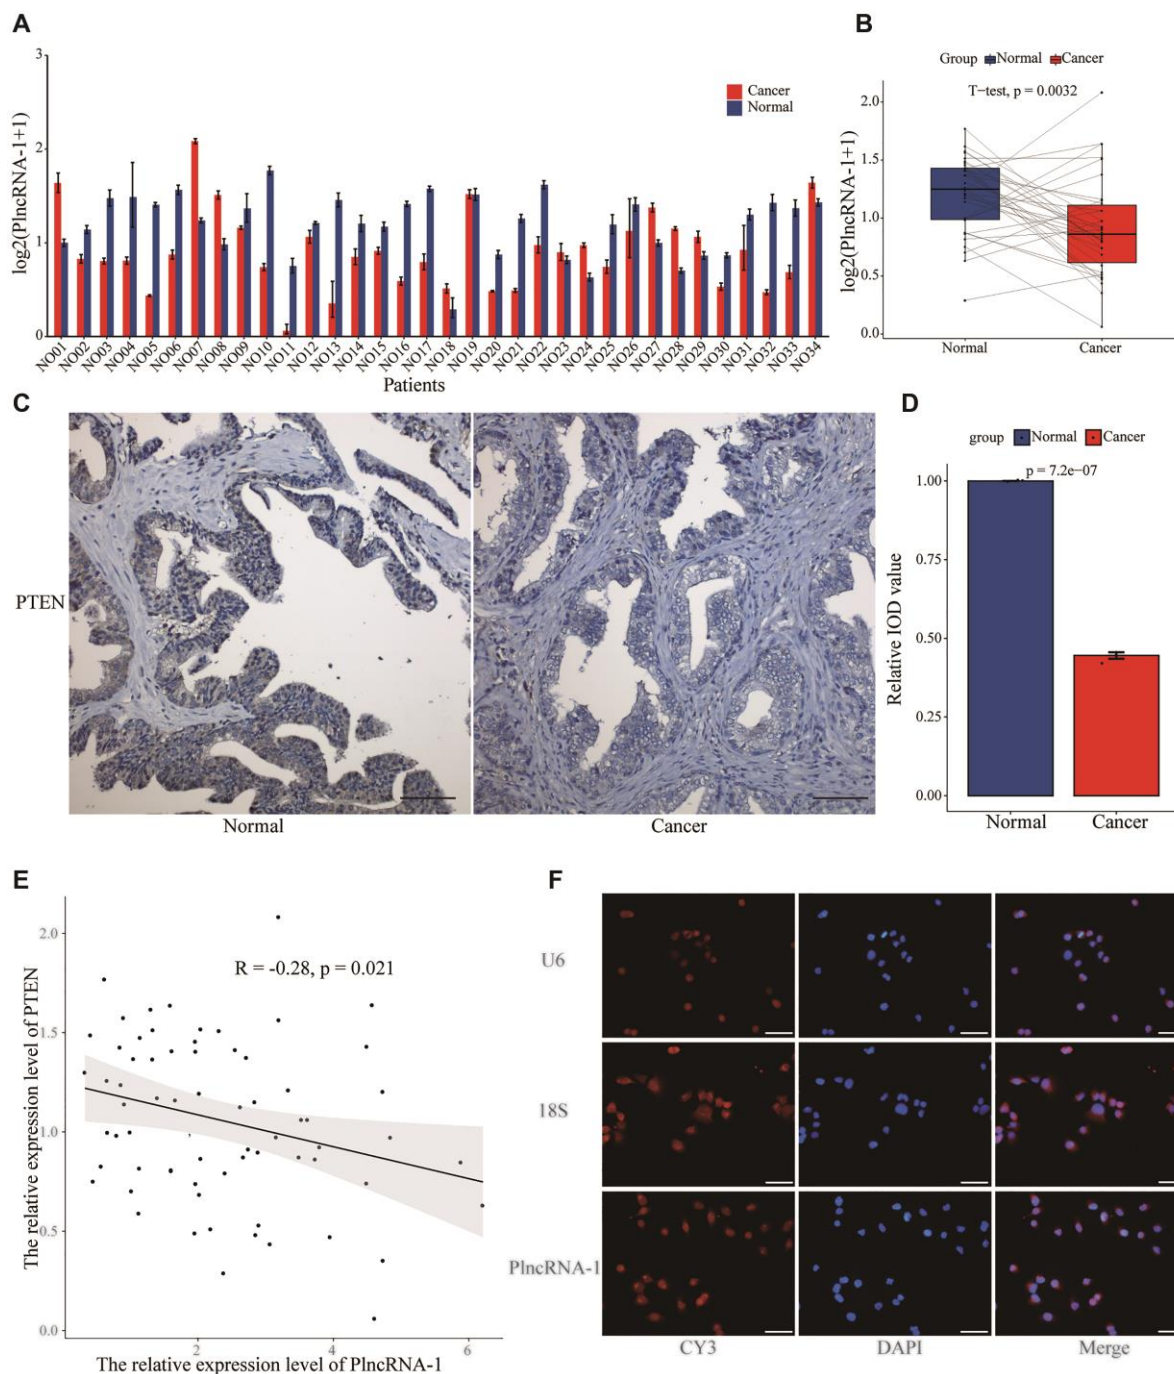 A
3
2
1
0
log2(PlncRNA-1+1)
Cancer
Normal
NO01 NO02 NO03 NO04 NO05 NO06 NO07 NO08 NO09 NO10 NO11 NO12 NO13 NO14 NO15 NO16 NO17 NO18 NO19 NO20 NO21 NO22 NO23 NO24 NO25 NO26 NO27 NO28 NO29 NO30 NO31 NO32 NO33 NO34
Patients
B
Group Normal Cancer
T-test, p = 0.0032
2.0
1.5
1.0
0.5
0.0
log2(PlncRNA-1+1)
Normal Cancer
C
PTEN
Normal Cancer
D
group Normal Cancer
p = 7.2e-07
1.00
0.75
0.50
0.25
0.00
Relative IOD value
Normal Cancer
E
R = -0.28, p = 0.021
2.0
1.5
1.0
0.5
0.0
The relative expression level of PTEN
2 4 6
The relative expression level of PlncRNA-1
F
U6
18S
PlncRNA-1
CY3 DAPI Merge